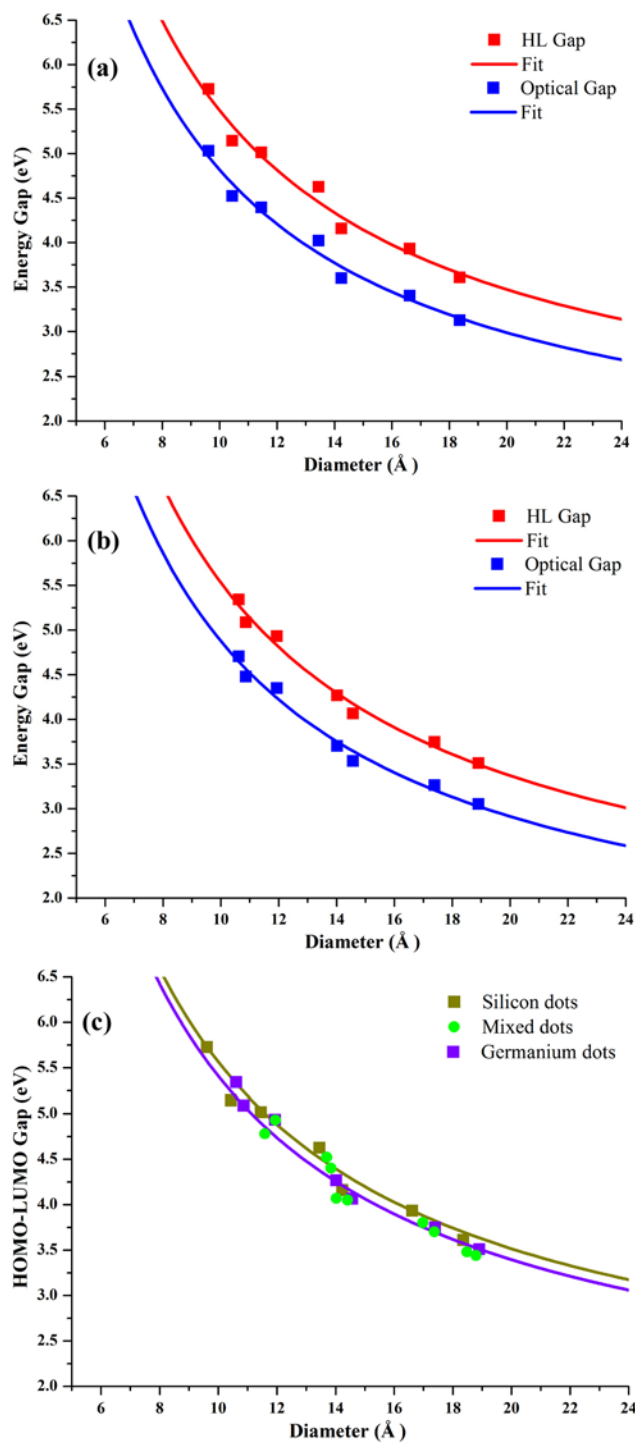 (a)
HL Gap
Fit
Optical Gap
Fit
Energy Gap (eV)
6.5
6.0
5.5
5.0
4.5
4.0
3.5
3.0
2.5
2.0
6 8 10 12 14 16 18 20 22 24
Diameter (Å)
(b)
HL Gap
Fit
Optical Gap
Fit
Energy Gap (eV)
6.5
6.0
5.5
5.0
4.5
4.0
3.5
3.0
2.5
2.0
6 8 10 12 14 16 18 20 22 24
Diameter (Å)
(c)
Silicon dots
Mixed dots
Germanium dots
HOMO-LUMO Gap (eV)
6.5
6.0
5.5
5.0
4.5
4.0
3.5
3.0
2.5
2.0
6 8 10 12 14 16 18 20 22 24
Diameter (Å)